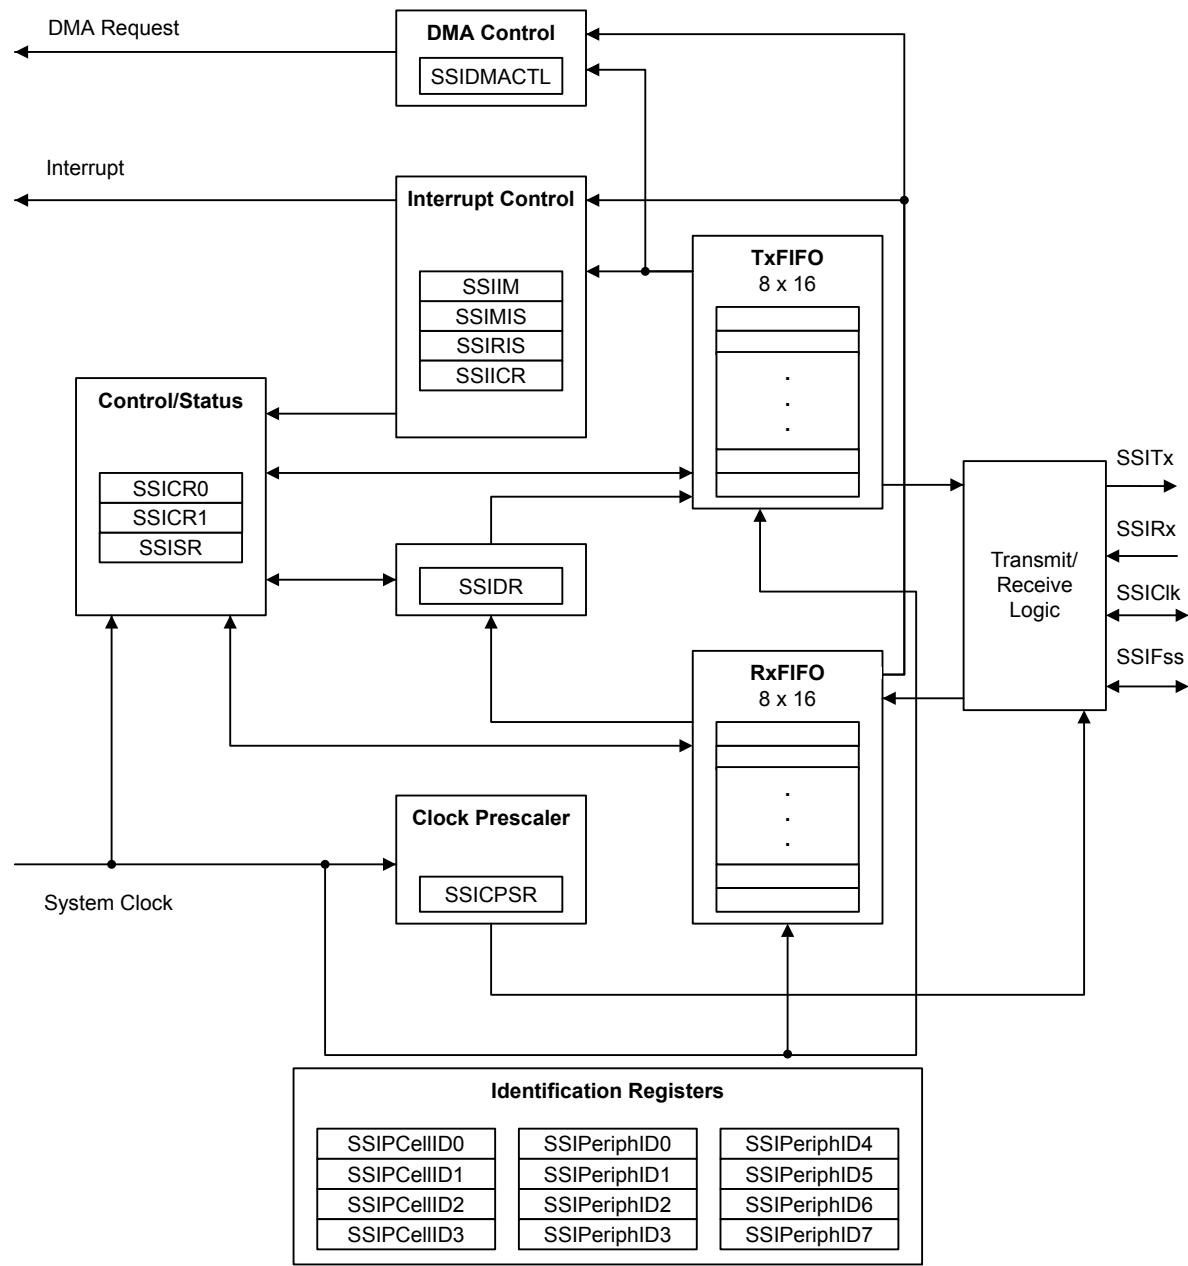 DMA Request
DMA Control
SSIDMACTL
Interrupt
Interrupt Control
SSIIM
SSIMIS
SSIRIS
SSIICR
TxFIFO
8 x 16
.
.
.
Control/Status
SSICR0
SSICR1
SSISR
SSIDR
Transmit/
Receive
Logic
SSITx
SSIRx
SSIClk
SSIFss
RxFIFO
8 x 16
.
.
.
Clock Prescaler
SSICPSR
System Clock
Identification Registers
SSIPCellID0
SSIPCellID1
SSIPCellID2
SSIPCellID3
SSIPeriphID0
SSIPeriphID1
SSIPeriphID2
SSIPeriphID3
SSIPeriphID4
SSIPeriphID5
SSIPeriphID6
SSIPeriphID7